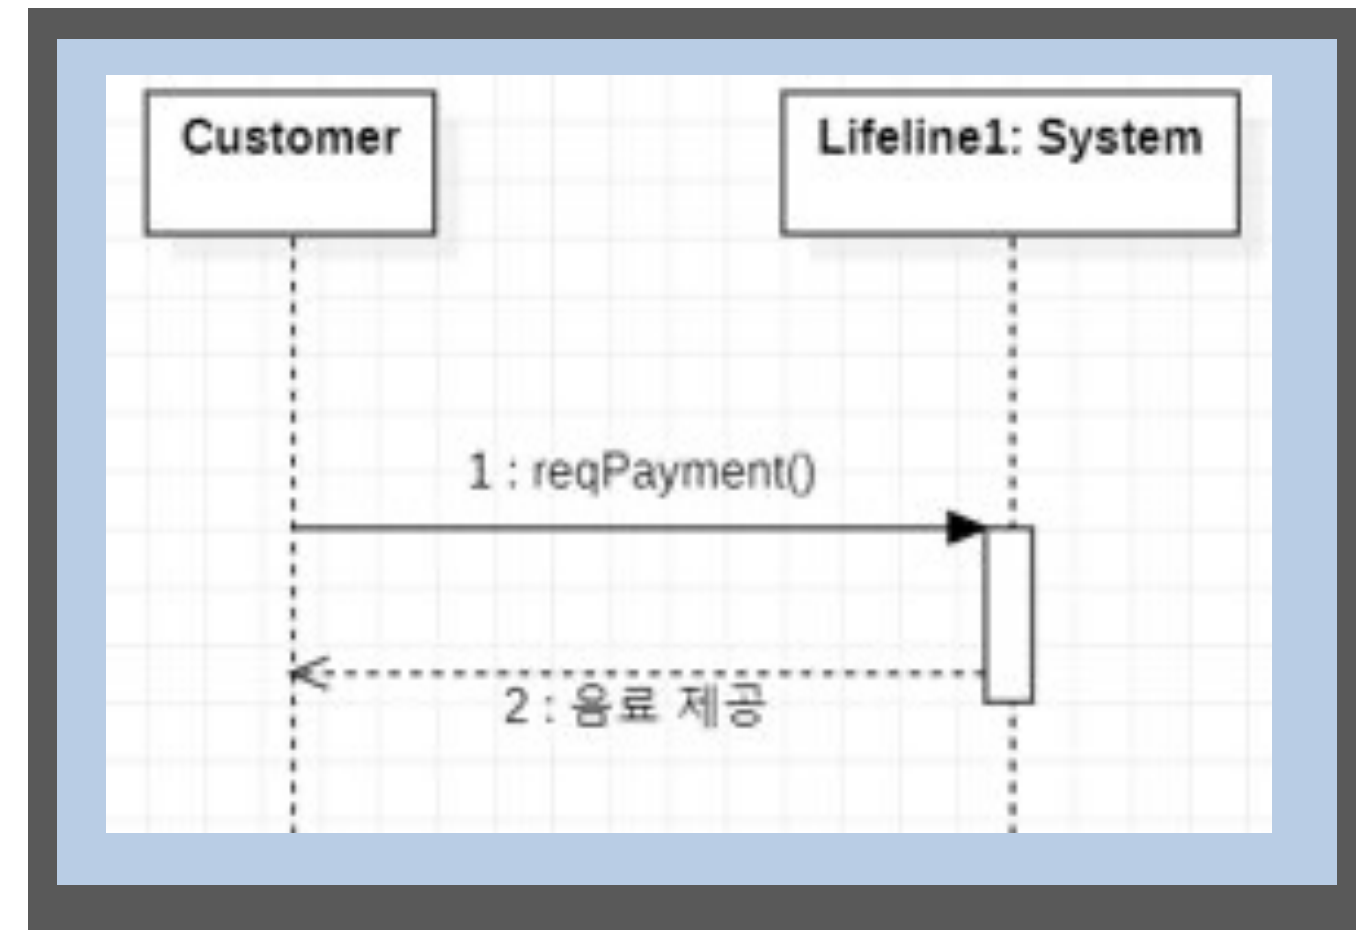 Customer
Lifeline1: System
1 : reqPayment()
2 : 음료 제공